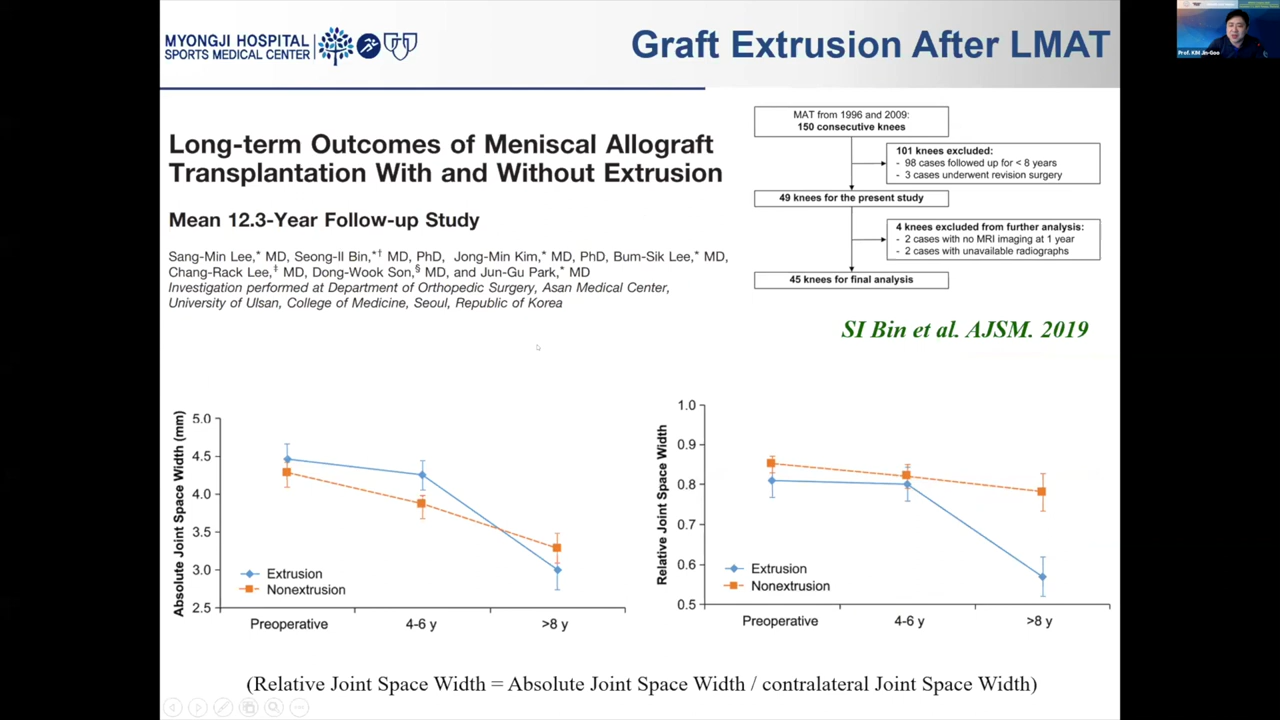 MYONGJI HOSPITAL
SPORTS MEDICAL CENTER
Graft Extrusion After LMAT
Prof. KIM Jin-Goo
Long-term Outcomes of Meniscal Allograft
Transplantation With and Without Extrusion
Mean 12.3-Year Follow-up Study
Sang-Min Lee,* MD, Seong-Il Bin,*† MD, PhD, Jong-Min Kim,* MD, PhD, Bum-Sik Lee,* MD,
Chang-Rack Lee,‡ MD, Dong-Wook Son,§ MD, and Jun-Gu Park,* MD
Investigation performed at Department of Orthopedic Surgery, Asan Medical Center,
University of Ulsan, College of Medicine, Seoul, Republic of Korea
MAT from 1996 and 2009:
150 consecutive knees
101 knees excluded:
- 98 cases followed up for < 8 years
- 3 cases underwent revision surgery
49 knees for the present study
4 knees excluded from further analysis:
- 2 cases with no MRI imaging at 1 year
- 2 cases with unavailable radiographs
45 knees for final analysis
SI Bin et al. AJSM. 2019
Absolute Joint Space Width (mm)
5.0
4.5
4.0
3.5
3.0
2.5
Extrusion
Nonextrusion
Preoperative
4-6 y
>8 y
Relative Joint Space Width
1.0
0.9
0.8
0.7
0.6
0.5
Extrusion
Nonextrusion
Preoperative
4-6 y
>8 y
(Relative Joint Space Width = Absolute Joint Space Width / contralateral Joint Space Width)